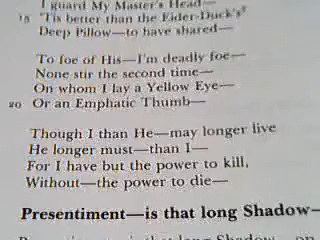 I guard My Master's Head—
15 'Tis better than the Eider-Duck's
Deep Pillow—to have shared—
To foe of His—I'm deadly foe—
None stir the second time—
On whom I lay a Yellow Eye—
20 Or an Emphatic Thumb—
Though I than He—may longer live
He longer must—than I—
For I have but the power to kill,
Without—the power to die—
Presentiment—is that long Shadow—